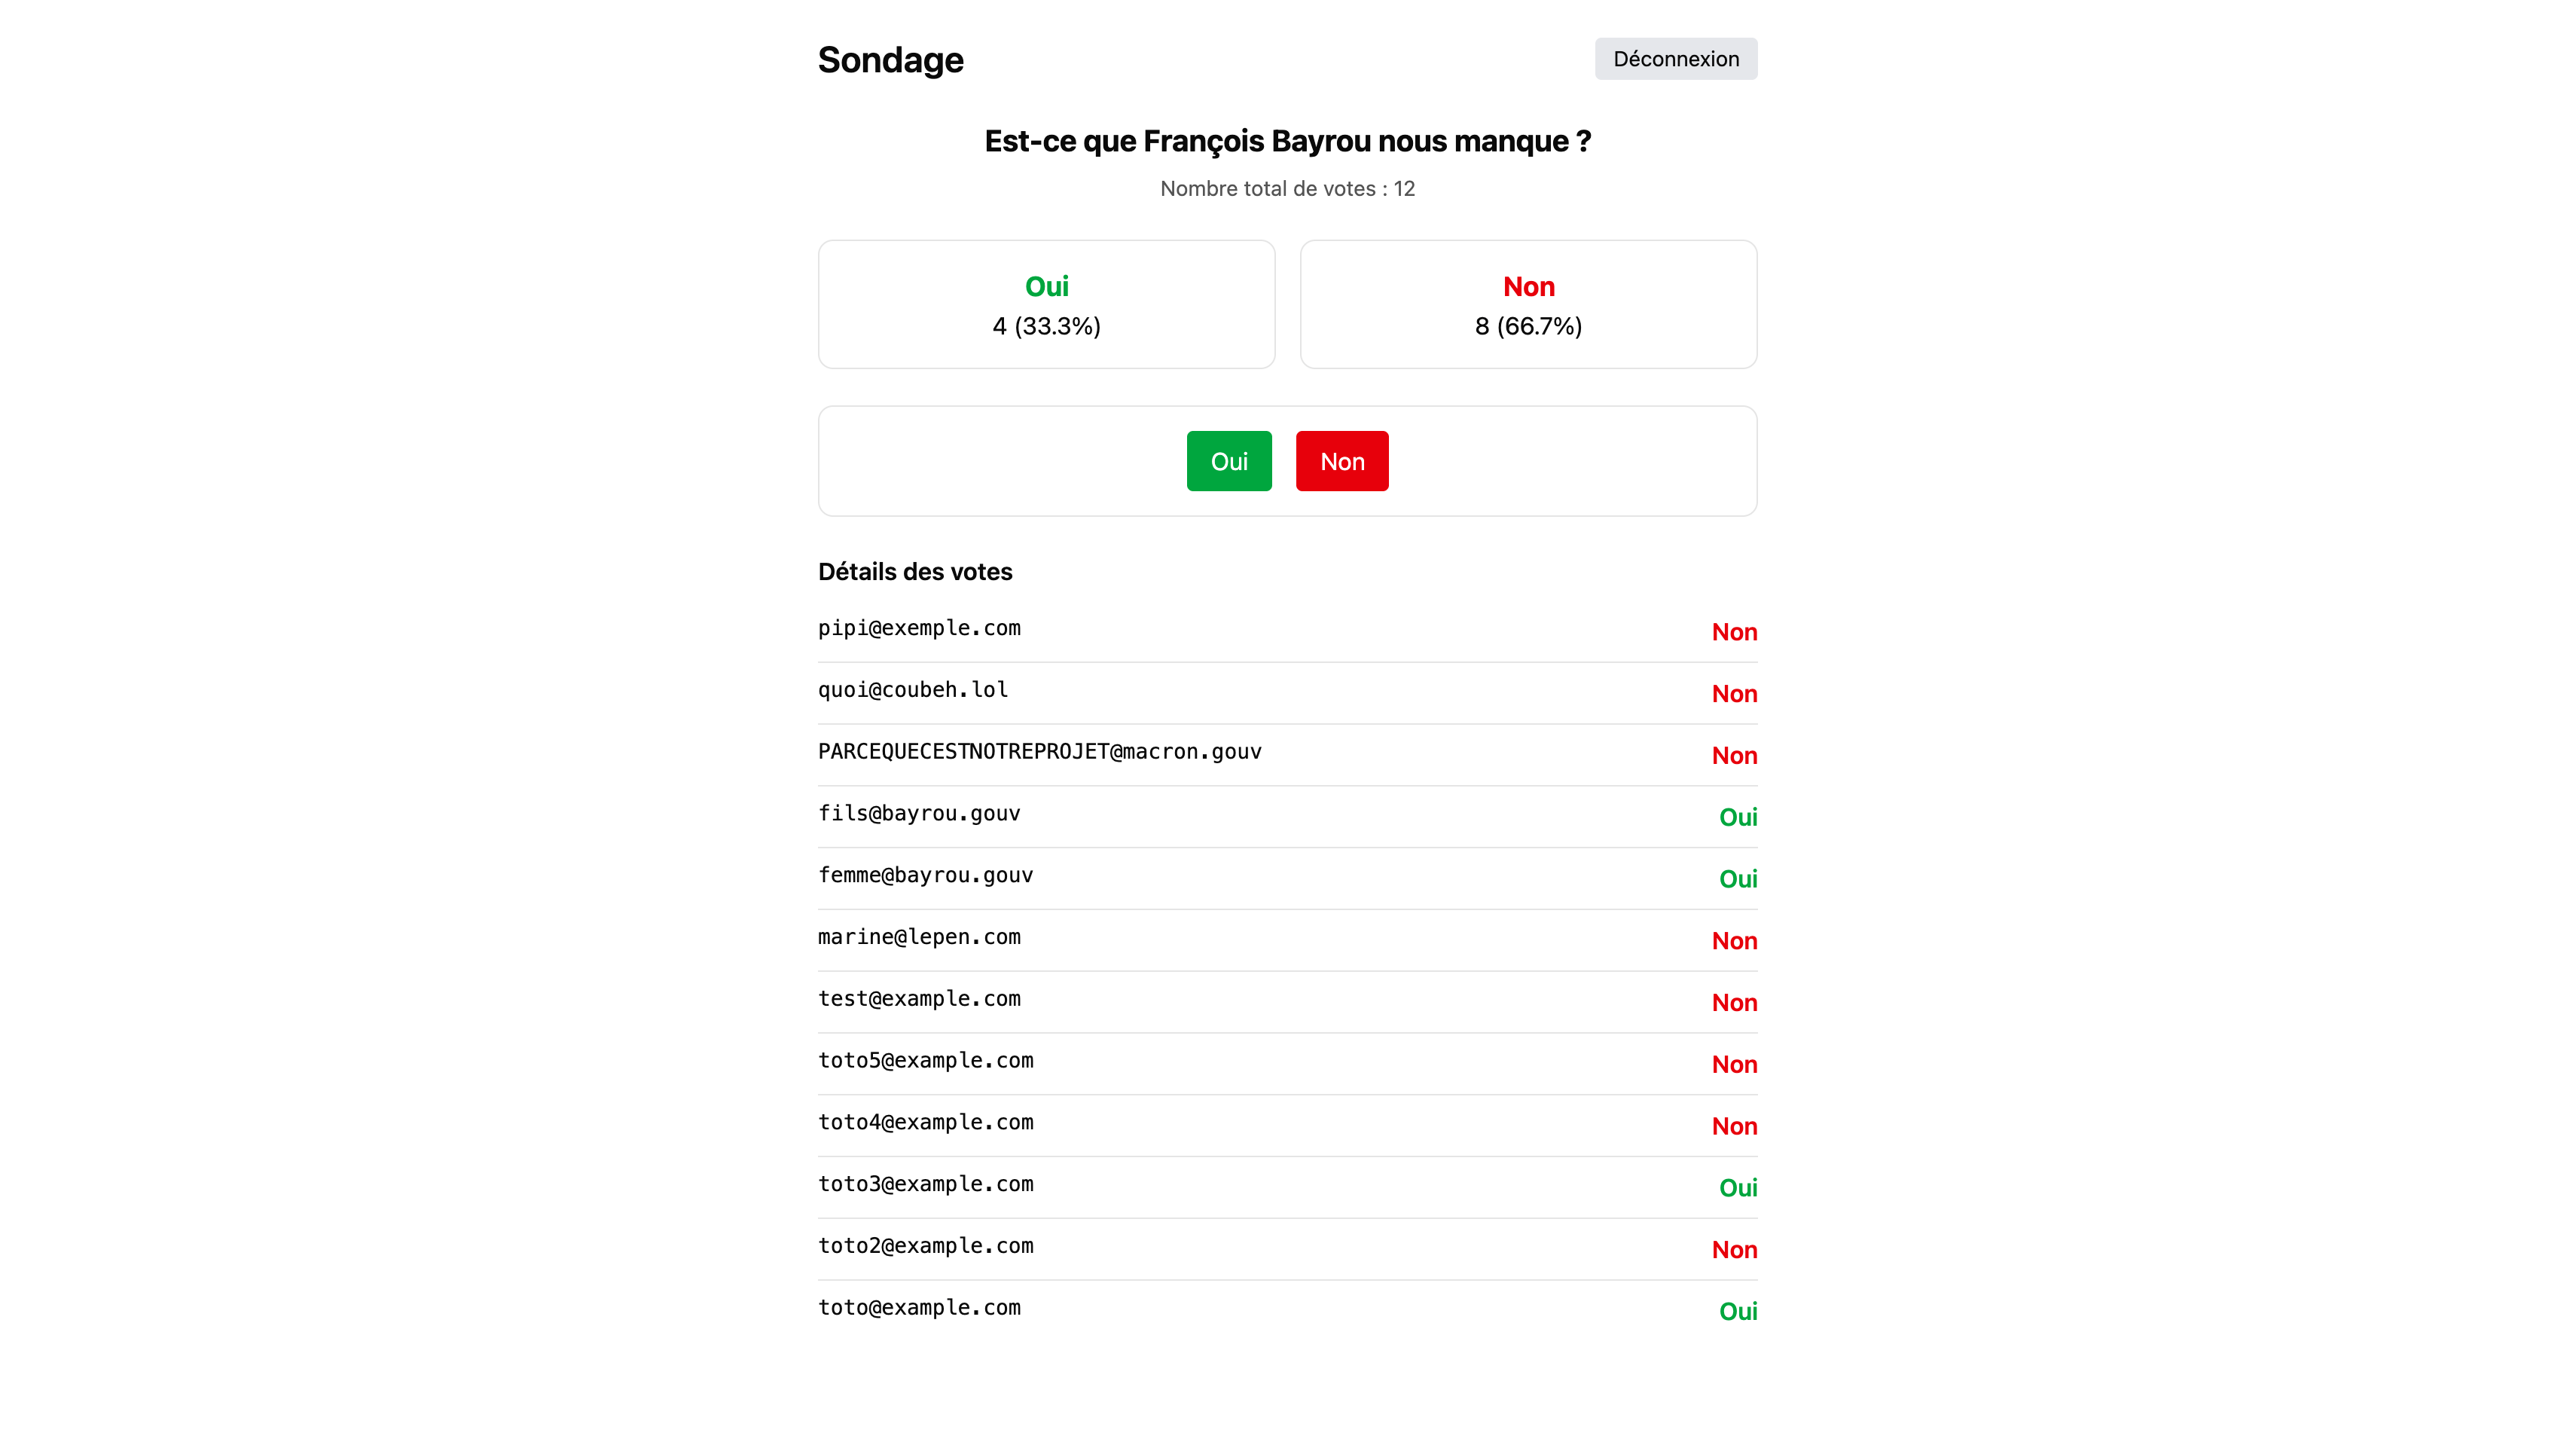 Sondage
Déconnexion
Est-ce que François Bayrou nous manque ?
Nombre total de votes : 12
Oui
4 (33.3%)
Non
8 (66.7%)
Oui
Non
Détails des votes
pipi@exemple.com
Non
quoi@coubeh.lol
Non
PARCEQUECESTNOTREPROJET@macron.gouv
Non
fils@bayrou.gouv
Oui
femme@bayrou.gouv
Oui
marine@lepen.com
Non
test@example.com
Non
toto5@example.com
Non
toto4@example.com
Non
toto3@example.com
Oui
toto2@example.com
Non
toto@example.com
Oui